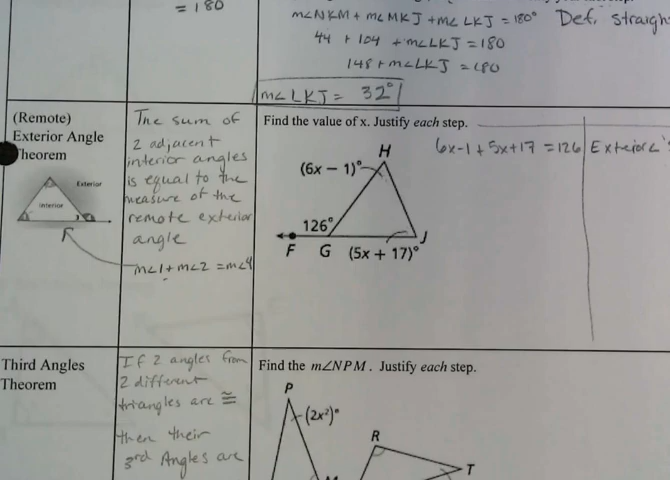 = 180
m∠NKM + m∠MKJ + m∠LKJ = 180° Def. straigh
44 + 104 + m∠LKJ = 180
148 + m∠LKJ = 180
m∠LKJ = 32°
(Remote)
Exterior Angle
Theorem
Exterior
Interior
The sum of
2 adjacent
interior angles
is equal to the
measure of the
remote exterior
angle
m∠1 + m∠2 = m∠4
Find the value of x. Justify each step.
6x-1 + 5x+17 = 126 Exterior
H
(6x − 1)°
126°
F G (5x + 17)° J
Third Angles
Theorem
If 2 angles from
2 different
triangles are ≅
then their
3rd Angles are
Find the m∠NPM. Justify each step.
P
(2x²)°
R
T